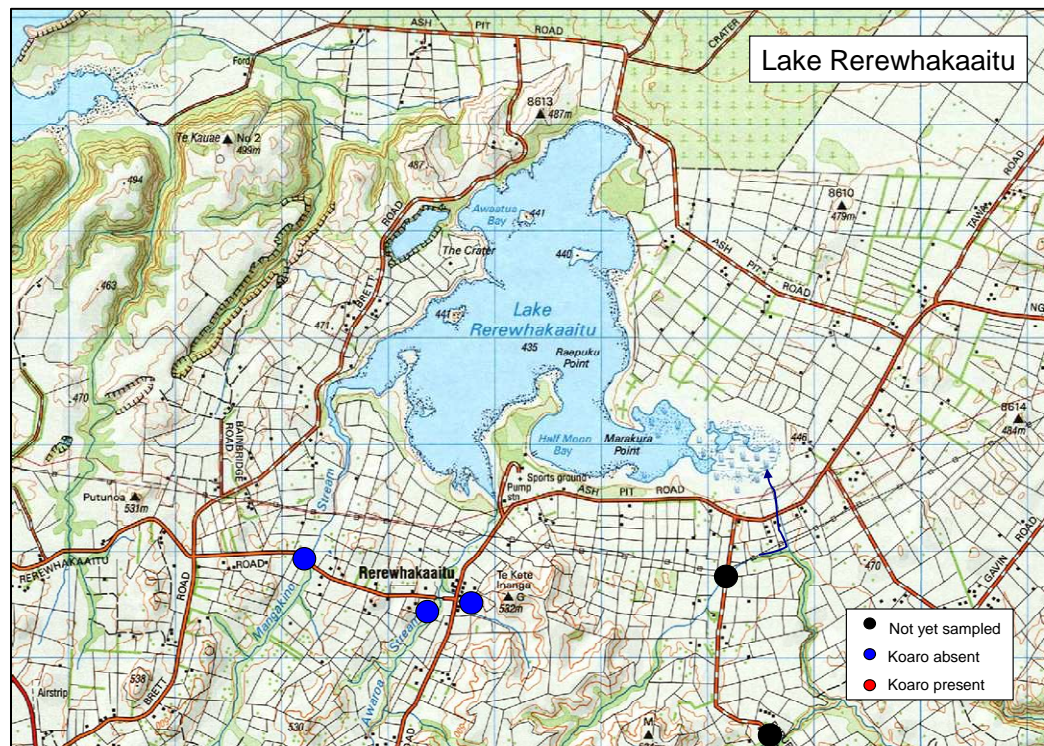 ASH PIT
ROAD
CRATER
Lake Rerewhakaaitu
Ford
8613
487m
Te Kauae
No 2
499m
494
487
ROAD
TAWA
8610
479m
Awaatua
Bay
441
ROAD
The Crater
440
ASH
PIT
ROAD
463
BRETT
471
441
Lake
Rerewhakaaitu
NG
435
Raepuku
Point
470
BAINBRIDGE
ROAD
8614
484m
Half Moon
Bay
Marakura
Point
446
Stream
Sports ground
Pump
stn
ASH PIT ROAD
Putunoa
531m
ROAD
GAVIN
470
REREWHAKAAITU
ROAD
ROAD
Rerewhakaaitu
Te Kete
Inanga
G
532m
Mangakino
Stream
Not yet sampled
Koaro absent
Koaro present
538
Airstrip
BRETT
530
Awaroa
M